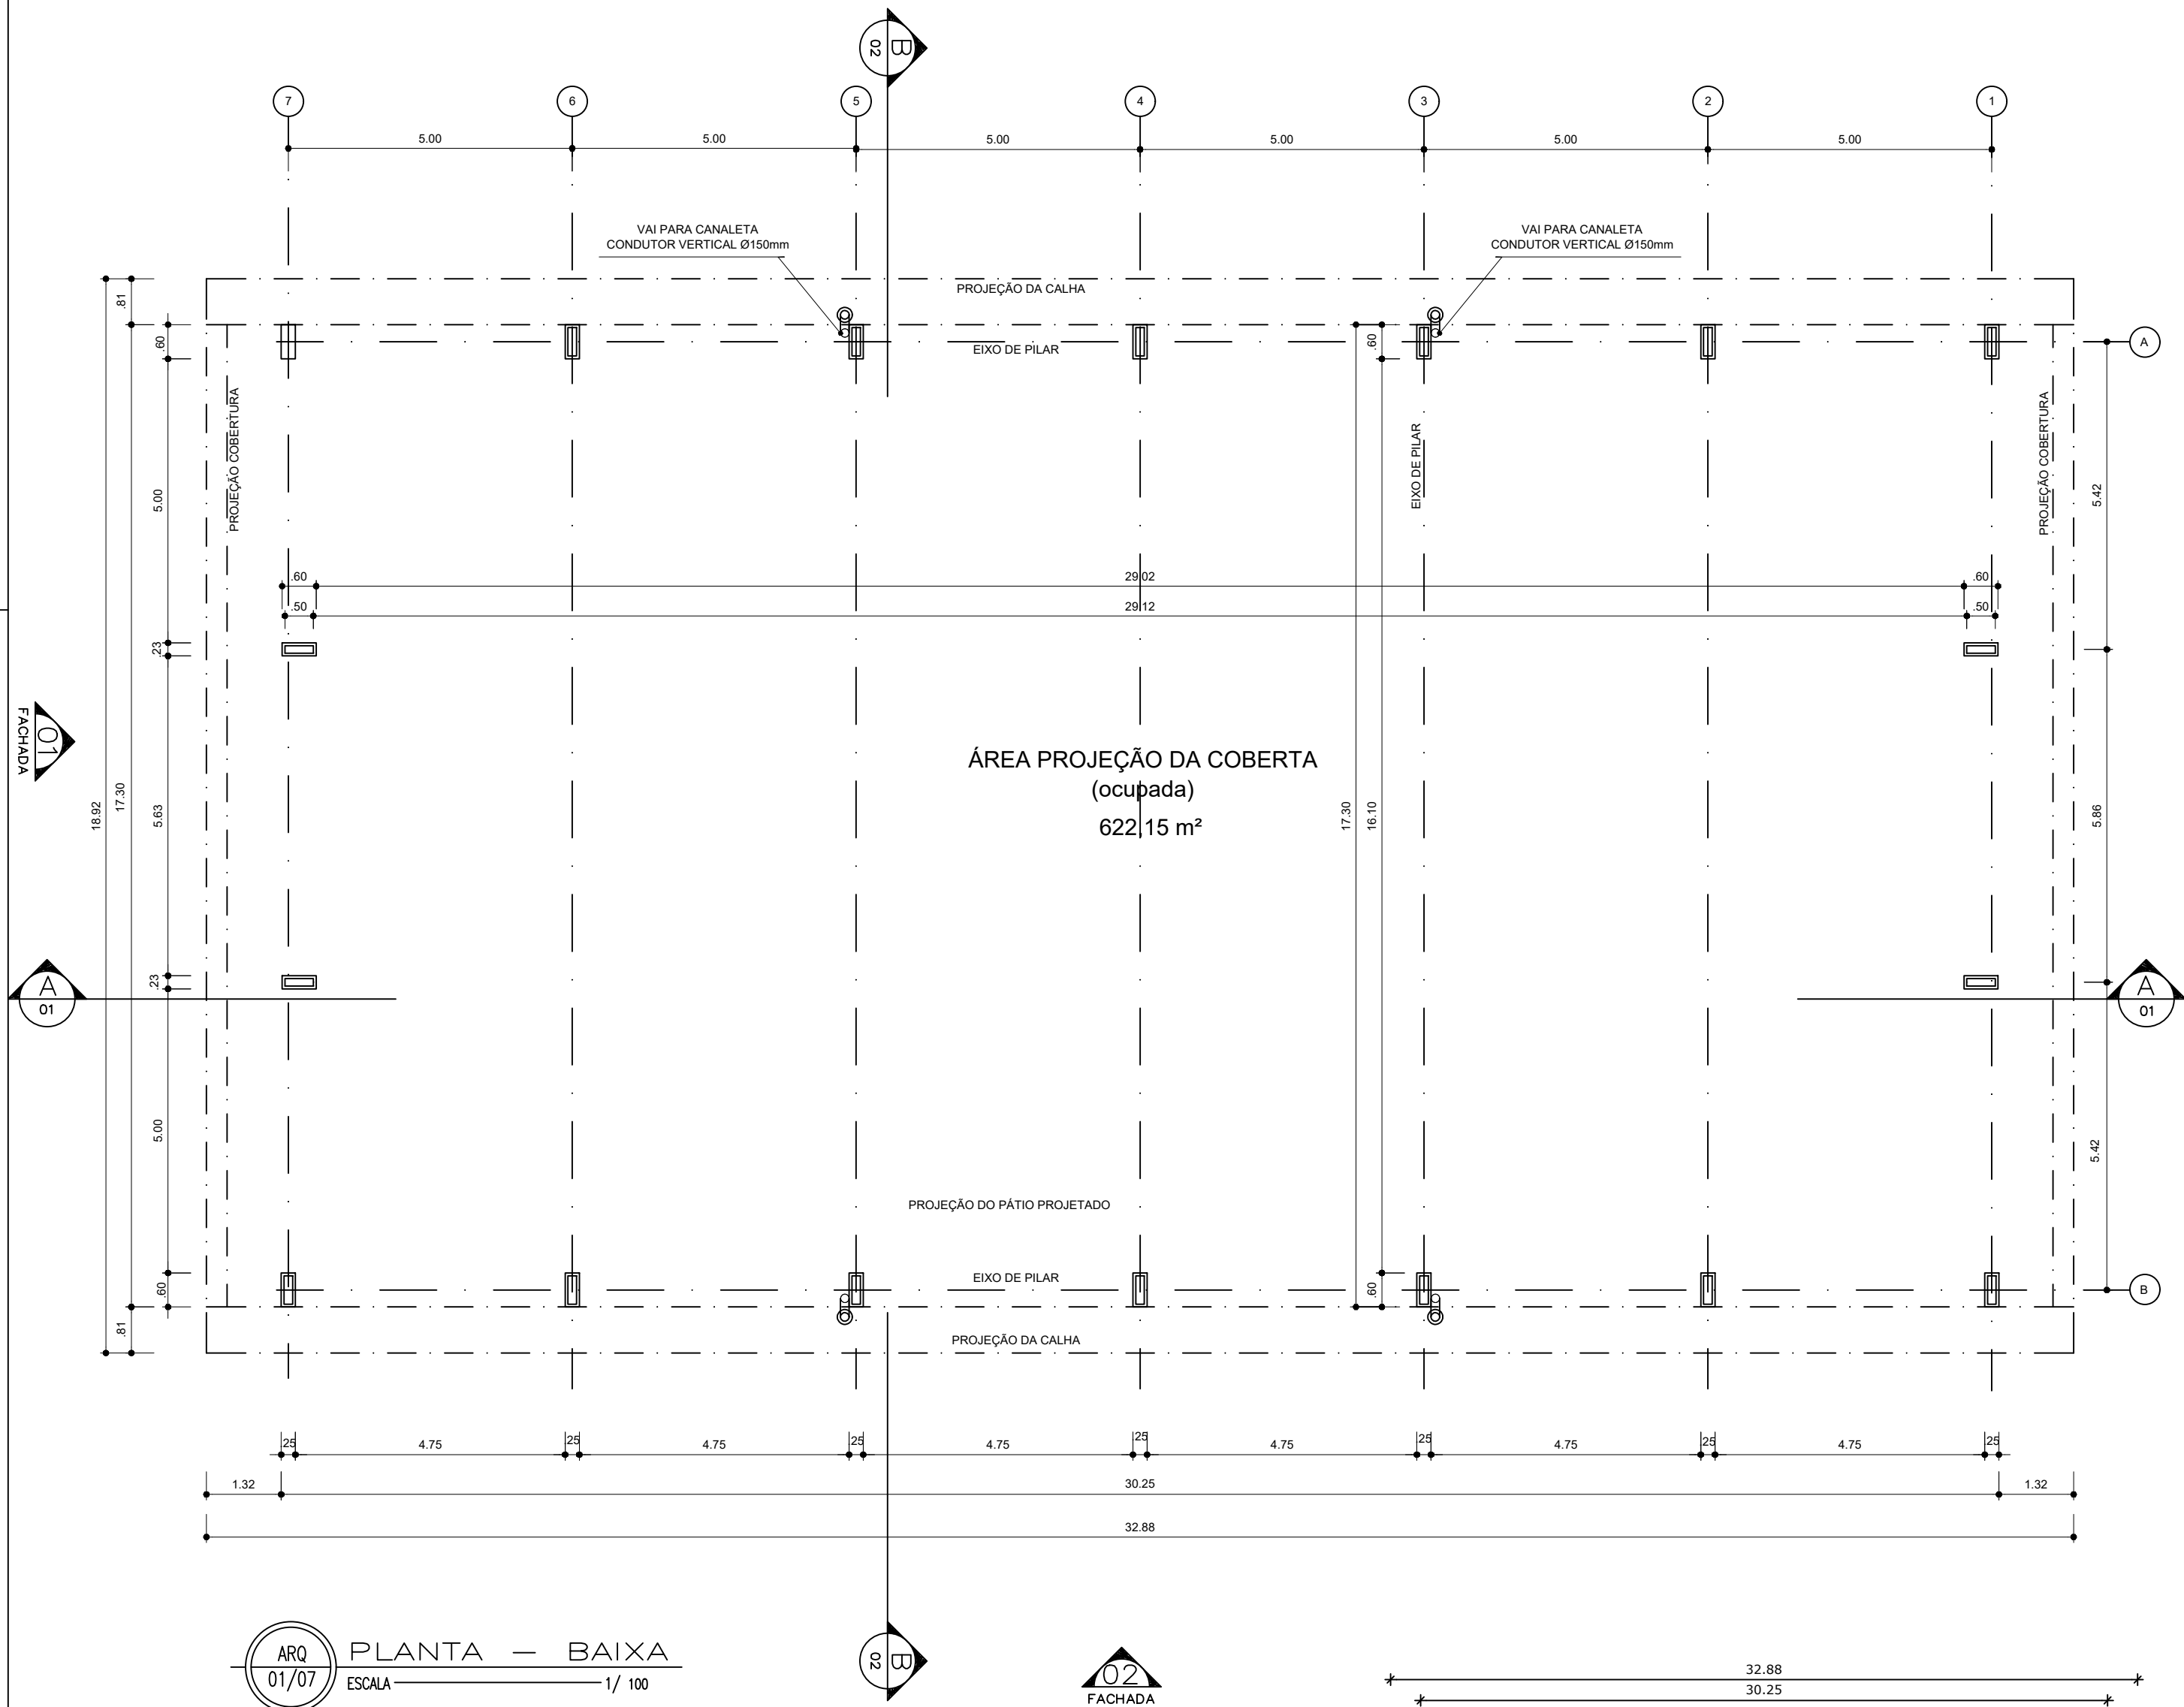 B
02
7
6
5
4
3
2
1
5.00
5.00
5.00
5.00
5.00
5.00
VAI PARA CANALETA
CONDUTOR VERTICAL Ø150mm
VAI PARA CANALETA
CONDUTOR VERTICAL Ø150mm
PROJEÇÃO DA CALHA
.81
.60
EIXO DE PILAR
.60
A
PROJEÇÃO COBERTURA
EIXO DE PILAR
PROJEÇÃO COBERTURA
5.00
5.42
.60
29.02
.60
.50
29.12
.50
.23
01
FACHADA
ÁREA PROJEÇÃO DA COBERTA
(ocupada)
622,15 m²
18.92
17.30
5.63
17.30
16.10
5.86
A
01
.23
A
01
5.00
5.42
PROJEÇÃO DO PÁTIO PROJETADO
.60
EIXO DE PILAR
.60
B
.81
PROJEÇÃO DA CALHA
.25
4.75
.25
4.75
.25
4.75
.25
4.75
.25
4.75
.25
4.75
.25
1.32
30.25
1.32
32.88
ARQ
01/07
PLANTA - BAIXA
ESCALA 1/ 100
B
02
02
FACHADA
32.88
30.25